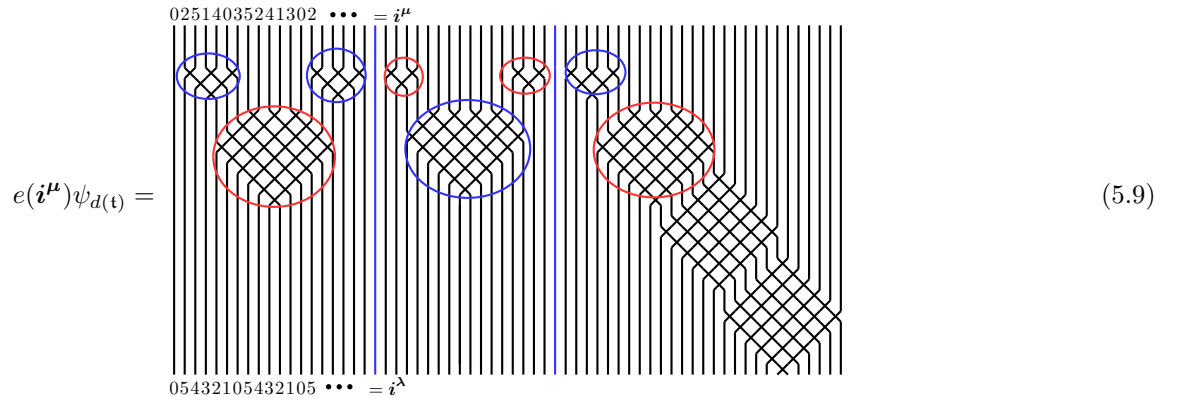 02514035241302 ••• = i^μ
e(i^μ)ψ_{d(𝔱)} =
(5.9)
05432105432105 ••• = i^λ